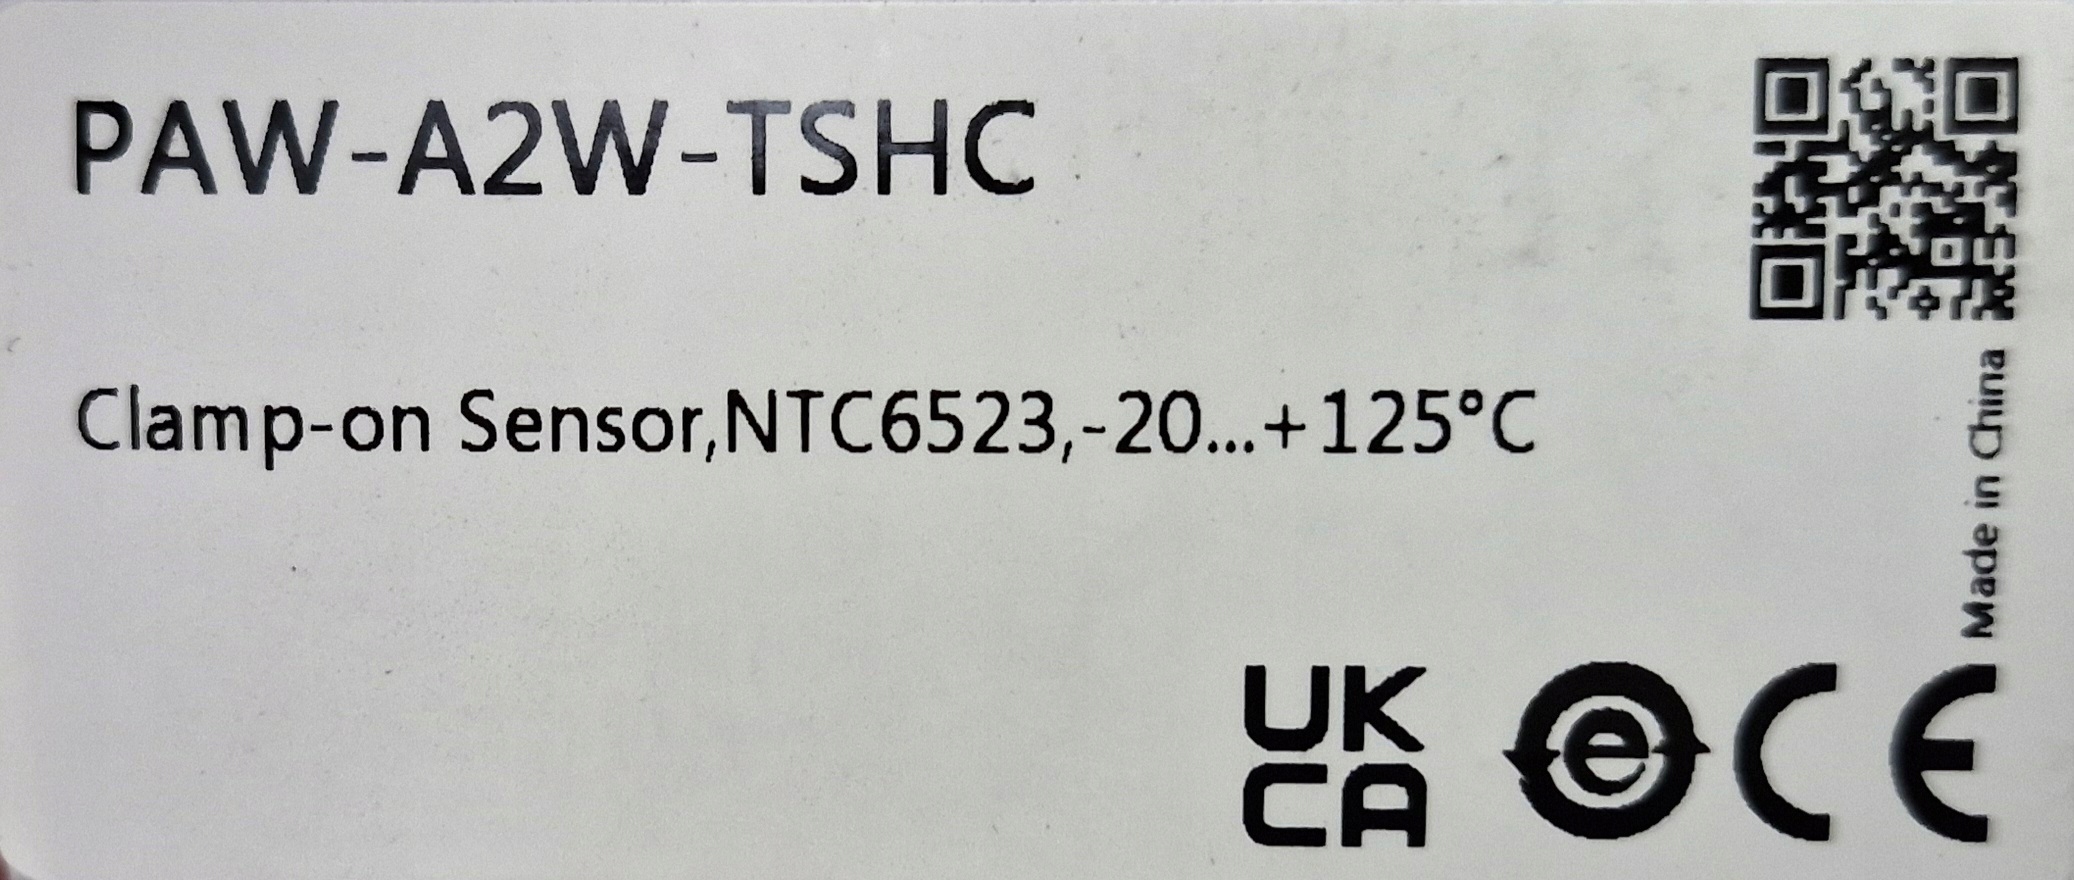 PAW-A2W-TSHC
Clamp-on Sensor,NTC6523,-20...+125°C
Made in China
UK
CA
e
CE